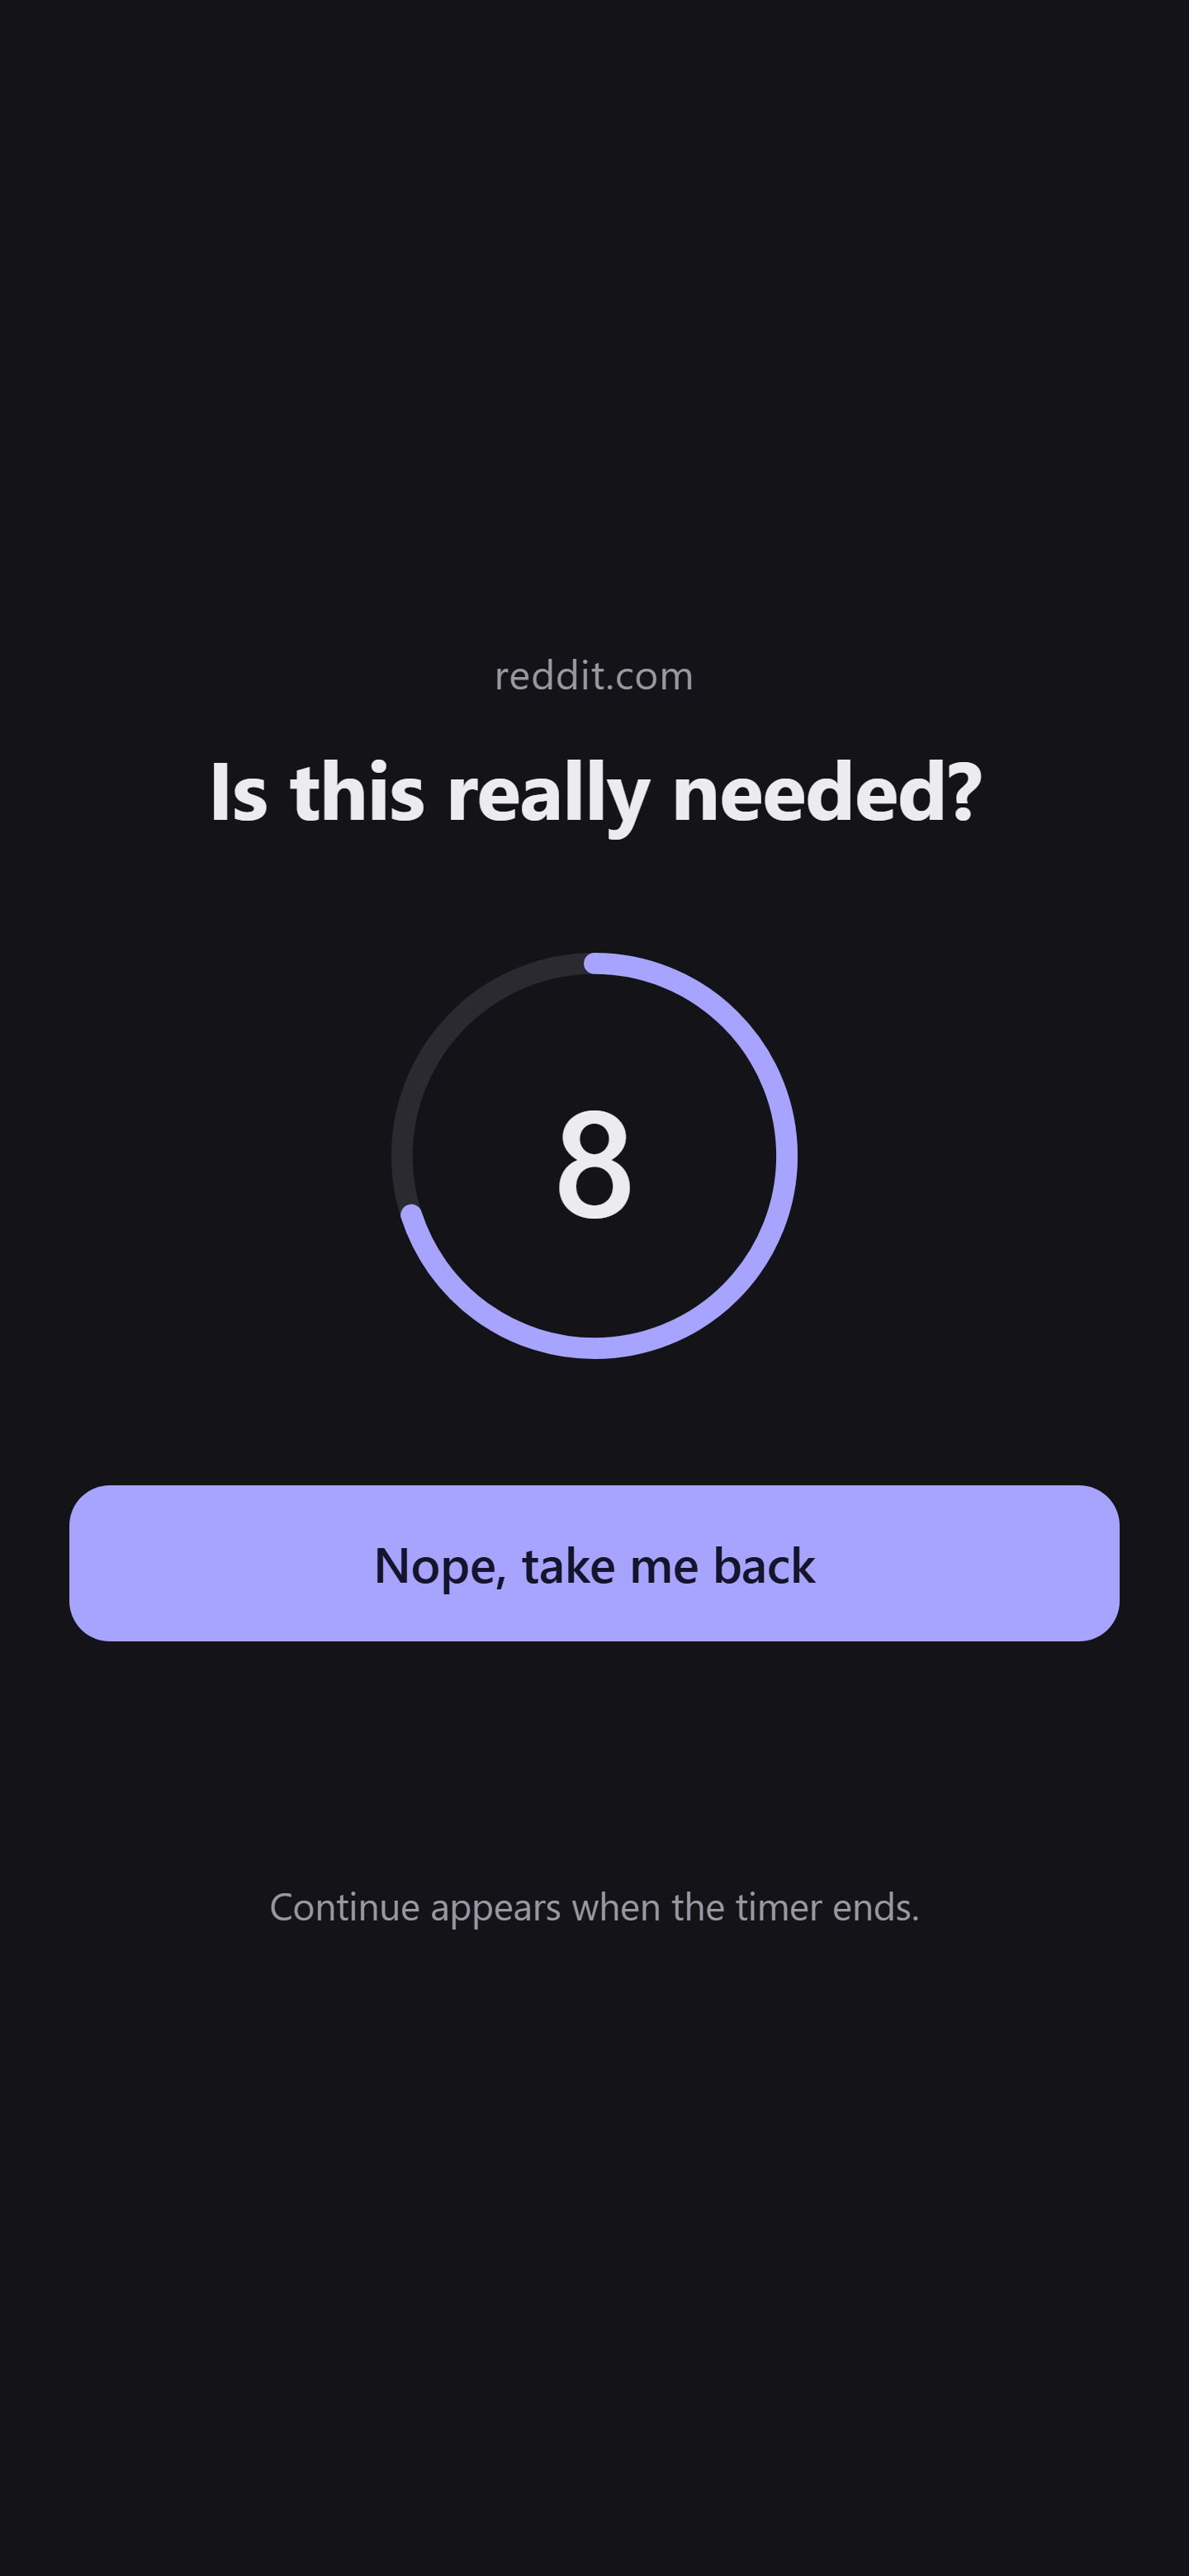 reddit.com
Is this really needed?
8
Nope, take me back
Continue appears when the timer ends.